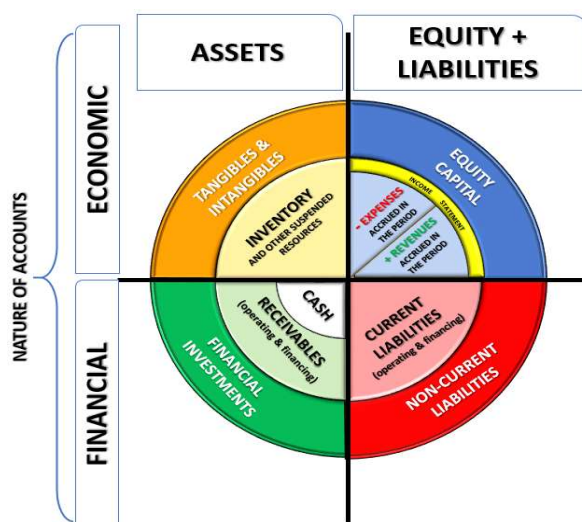 ASSETS
EQUITY +
LIABILITIES
NATURE OF ACCOUNTS
ECONOMIC
FINANCIAL
TANGIBLES &
INTANGIBLES
INVENTORY
AND OTHER SUSPENDED
RESOURCES
EQUITY
CAPITAL
INCOME STATEMENT
- EXPENSES
ACCRUED IN
THE PERIOD
+ REVENUES
ACCRUED IN
THE PERIOD
FINANCIAL
INVESTMENTS
RECEIVABLES
(operating & financing)
CASH
CURRENT
LIABILITIES
(operating & financing)
NON-CURRENT
LIABILITIES